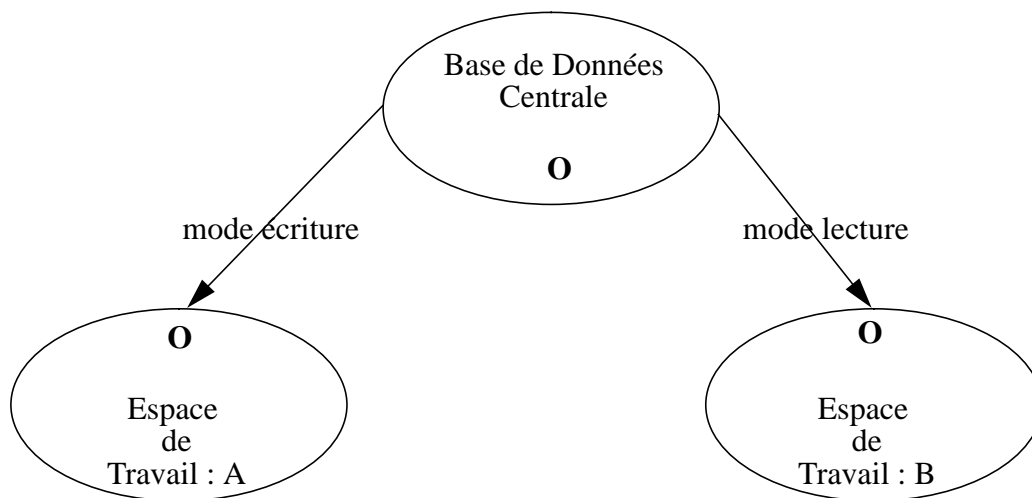 Base de Données
Centrale
O
mode écriture
mode lecture
O
Espace
de
Travail : A
O
Espace
de
Travail : B